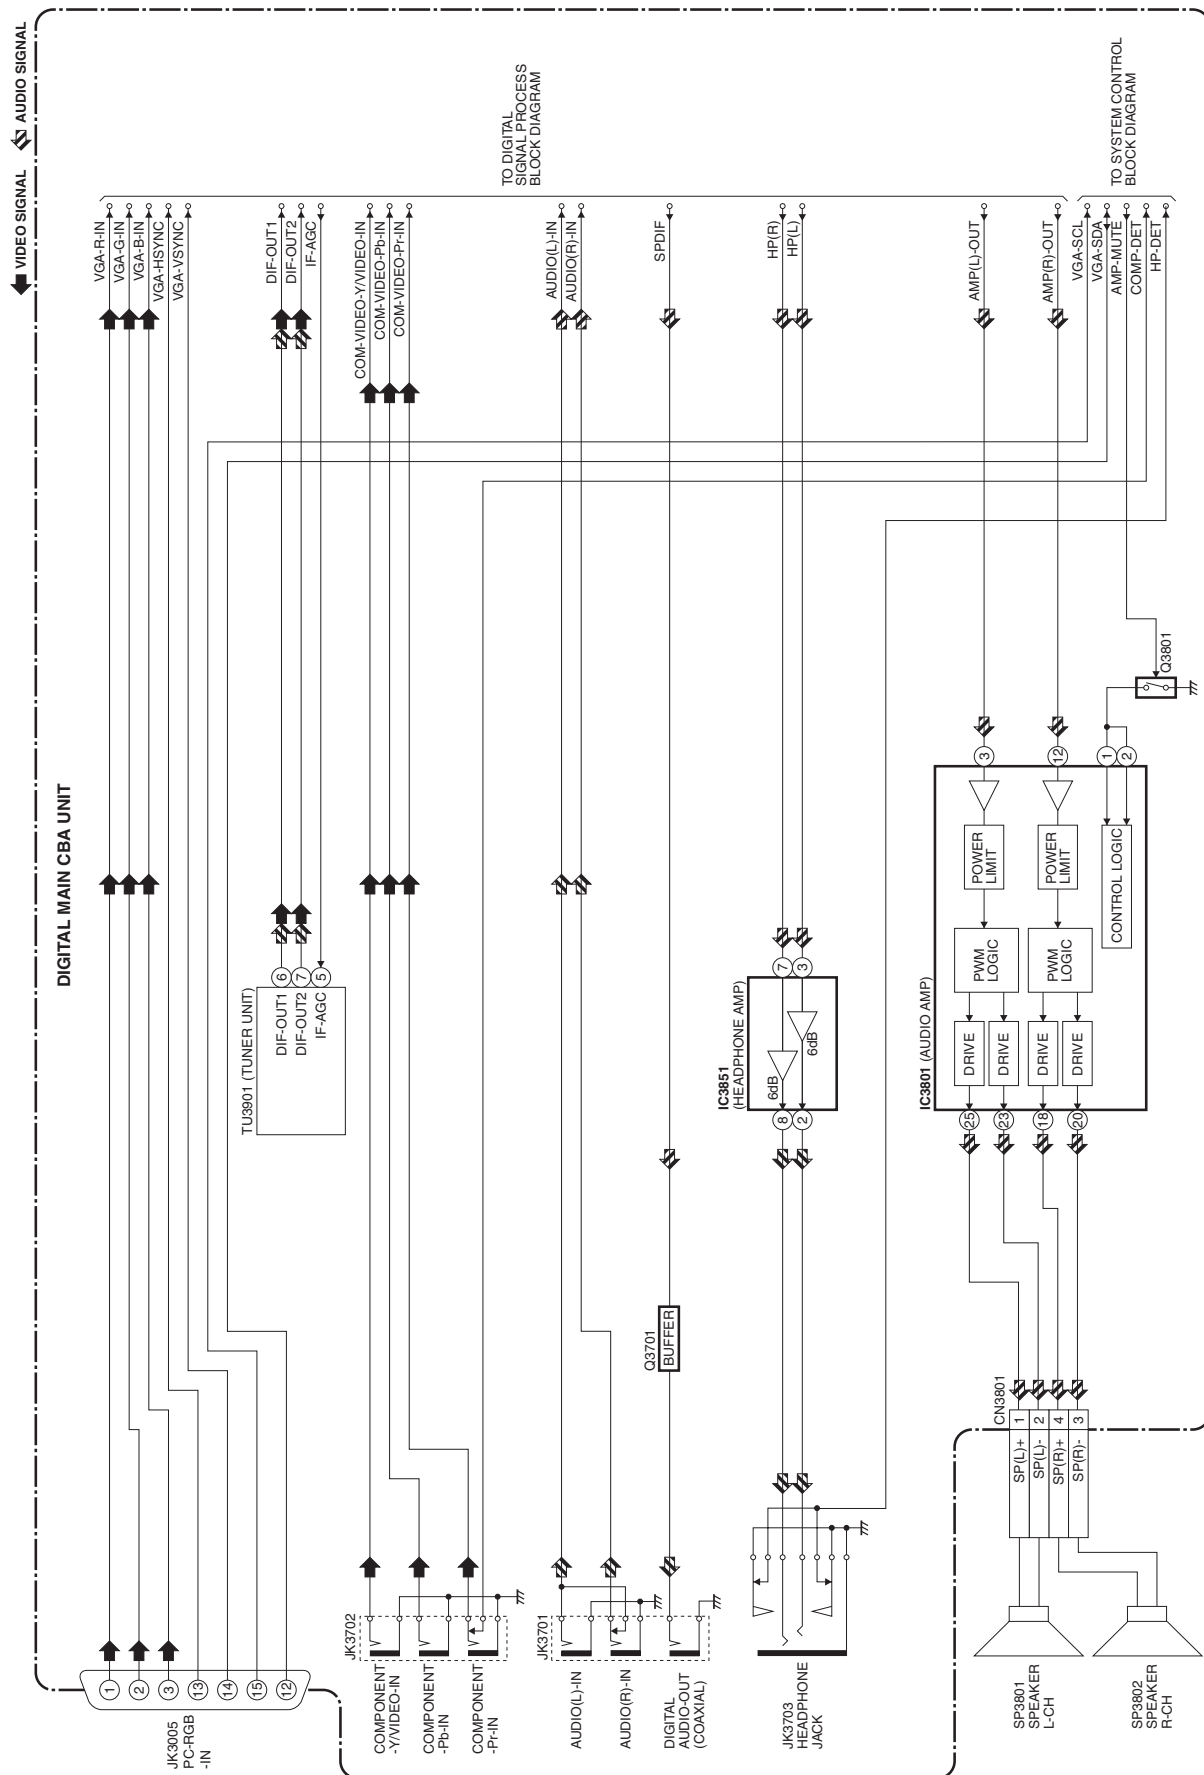 VIDEO SIGNAL
AUDIO SIGNAL
DIGITAL MAIN CBA UNIT
VGA-R-IN
VGA-G-IN
VGA-B-IN
VGA-HSYNC
VGA-VSYNC
DIF-OUT1
DIF-OUT2
IF-AGC
COM-VIDEO-Y/VIDEO-IN
COM-VIDEO-Pb-IN
COM-VIDEO-Pr-IN
AUDIO(L)-IN
AUDIO(R)-IN
SPDIF
HP(R)
HP(L)
AMP(L)-OUT
AMP(R)-OUT
TO DIGITAL
SIGNAL PROCESS
BLOCK DIAGRAM
VGA-SCL
VGA-SDA
AMP-MUTE
COMP-DET
HP-DET
TO SYSTEM CONTROL
BLOCK DIAGRAM
TU3901 (TUNER UNIT)
DIF-OUT1
6
DIF-OUT2
7
IF-AGC
5
IC3851
(HEADPHONE AMP)
7
3
6dB
6dB
8
2
Q3801
IC3801 (AUDIO AMP)
3
12
1
2
POWER
LIMIT
POWER
LIMIT
CONTROL LOGIC
PWM
LOGIC
PWM
LOGIC
DRIVE
DRIVE
DRIVE
DRIVE
25
23
18
20
Q3701
BUFFER
CN3801
1
2
4
3
SP(L)+
SP(L)-
SP(R)+
SP(R)-
SP3801
SPEAKER
L-CH
SP3802
SPEAKER
R-CH
1
2
3
13
14
15
12
JK3005
PC-RGB
-IN
JK3702
COMPONENT
-Y/VIDEO-IN
COMPONENT
-Pb-IN
COMPONENT
-Pr-IN
JK3701
AUDIO(L)-IN
AUDIO(R)-IN
DIGITAL
AUDIO-OUT
(COAXIAL)
JK3703
HEADPHONE
JACK